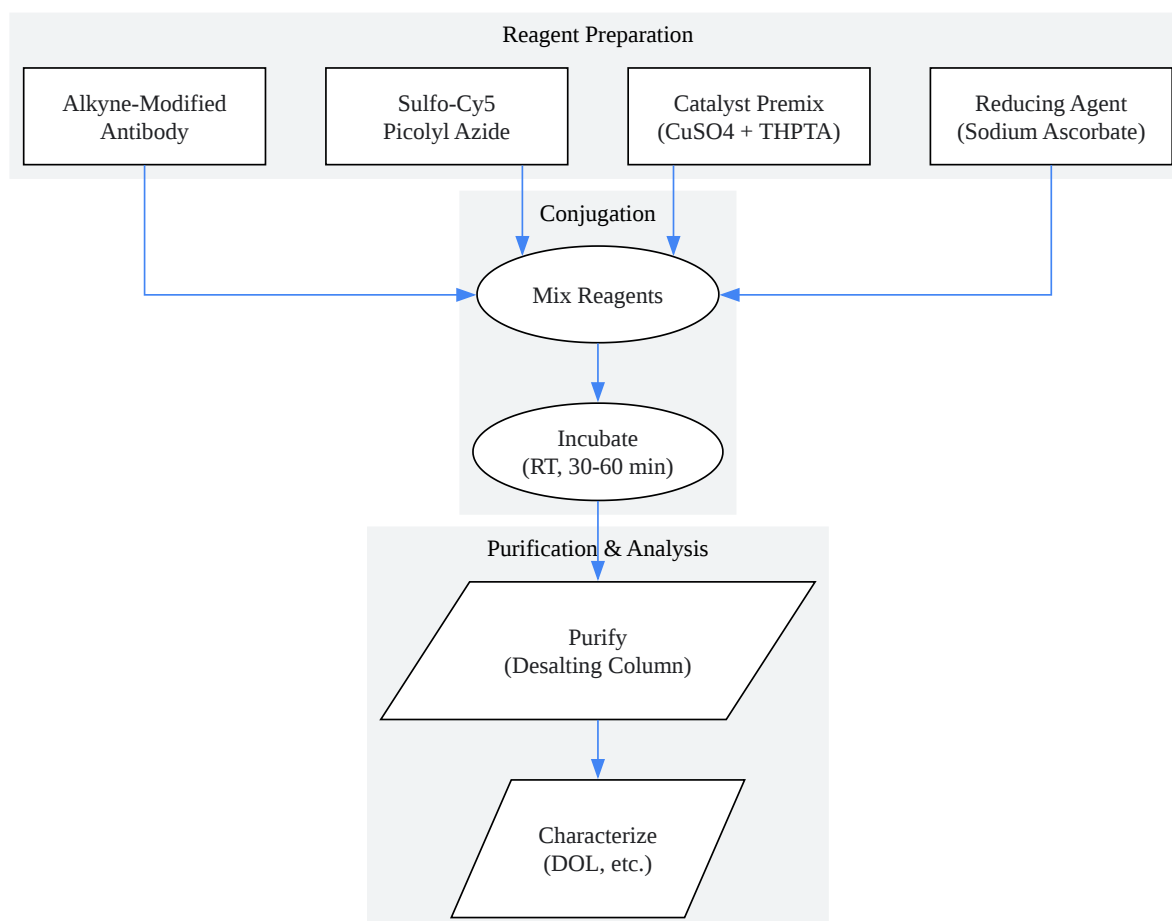 Reagent Preparation
Alkyne-Modified
Antibody
Sulfo-Cy5
Picolyl Azide
Catalyst Premix
(CuSO4 + THPTA)
Reducing Agent
(Sodium Ascorbate)
Conjugation
Mix Reagents
Incubate
(RT, 30-60 min)
Purification & Analysis
Purify
(Desalting Column)
Characterize
(DOL, etc.)